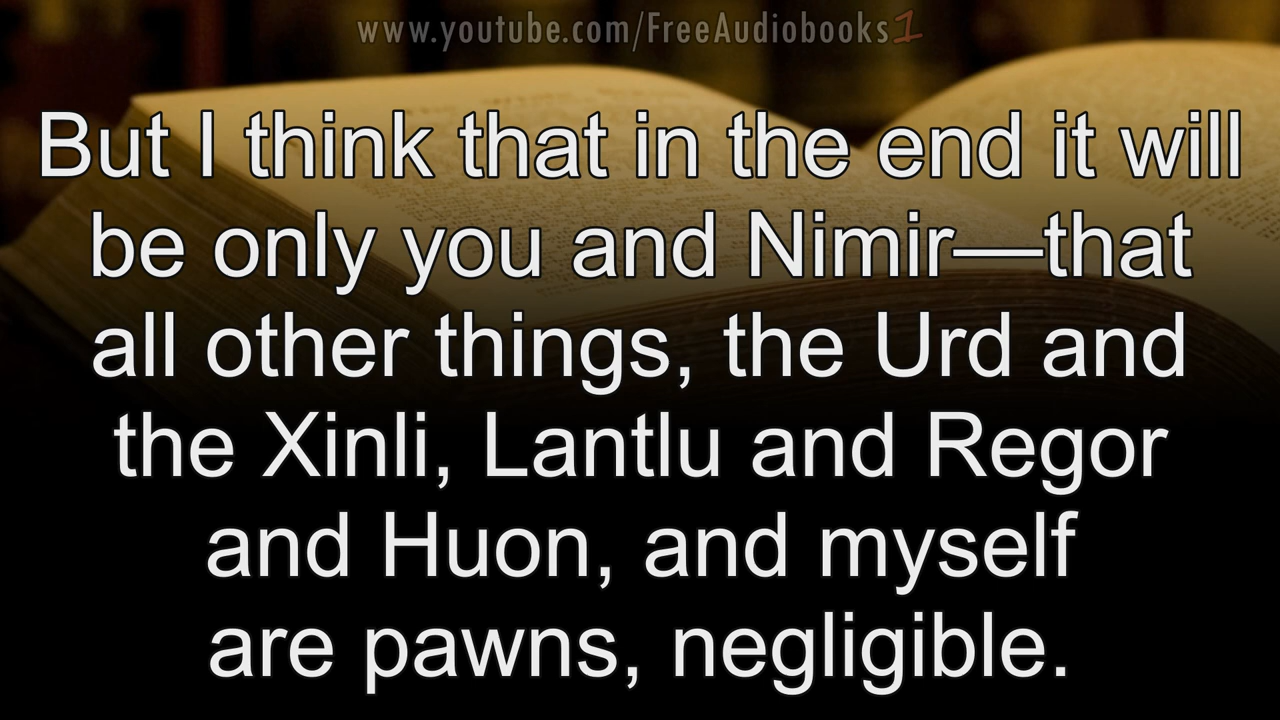 www.youtube.com/FreeAudiobooks1
But I think that in the end it will
be only you and Nimir—that
all other things, the Urd and
the Xinli, Lantlu and Regor
and Huon, and myself
are pawns, negligible.